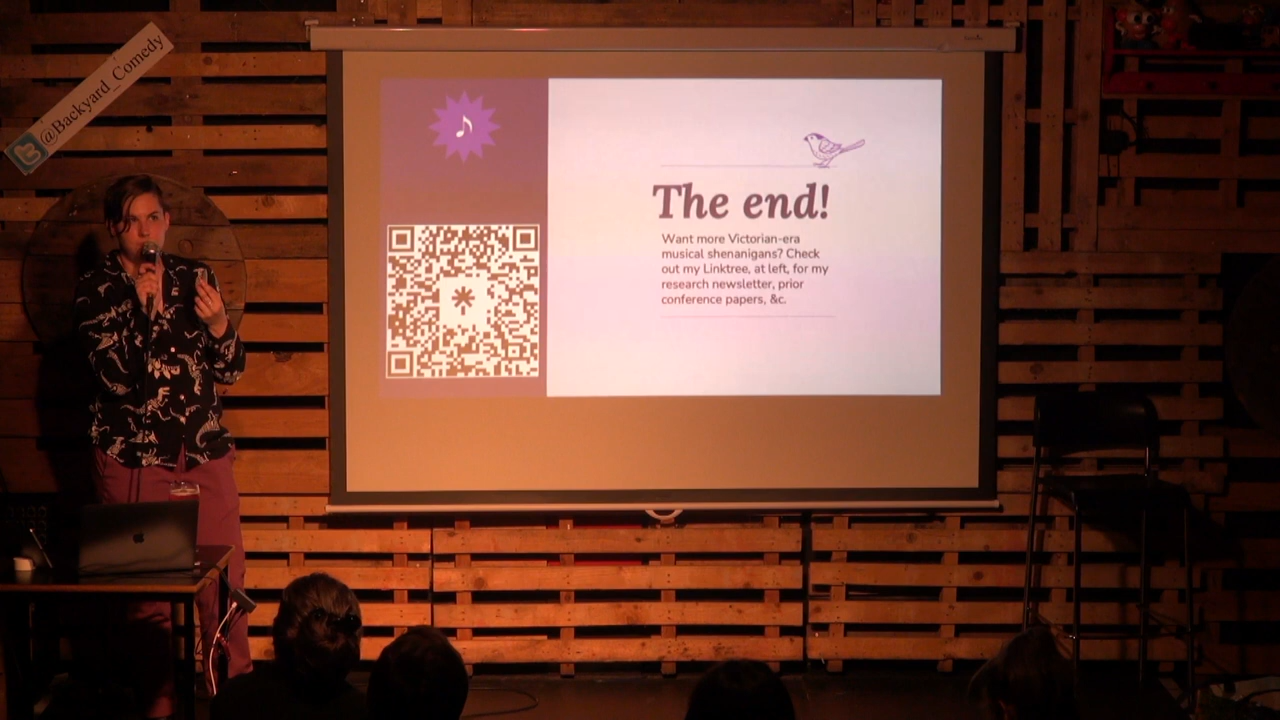 @Backyard_Comedy
The end!
Want more Victorian-era
musical shenanigans? Check
out my Linktree, at left, for my
research newsletter, prior
conference papers, &c.